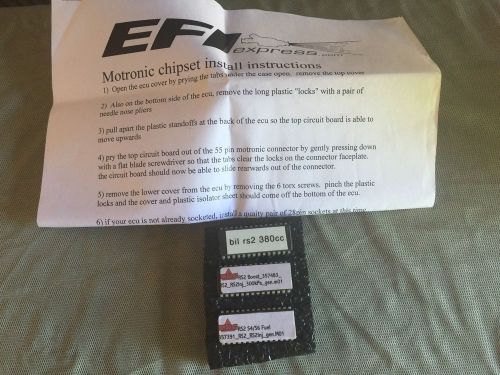 EFI
express.com
Motronic chipset install instructions
1) Open the ecu cover by prying the tabs under the case open, remove the top cover
2) Also on the bottom side of the ecu, remove the long plastic "locks" with a pair of
needle nose pliers
3) pull apart the plastic standoffs at the back of the ecu so the top circuit board is able to
move upwards
4) pry the top circuit board out of the 55 pin motronic connector by gently pressing down
with a flat blade screwdriver so that the tabs clear the locks on the connector faceplate.
the circuit board should now be able to slide rearwards out of the connector.
5) remove the lower cover from the ecu by removing the 6 torx screws. pinch the plastic
locks and the cover and plastic isolator sheet should come off the bottom of the ecu.
6) if your ecu is not already socketed, install a quality pair of 28pin sockets at this time
bil rs2 380cc
RS2 Boost_357483_
RS2_RS2Inj_300kPa_gen.m01
RS2 S4/S6 Fuel
357391_RS2_RS2Inj_gen.M01